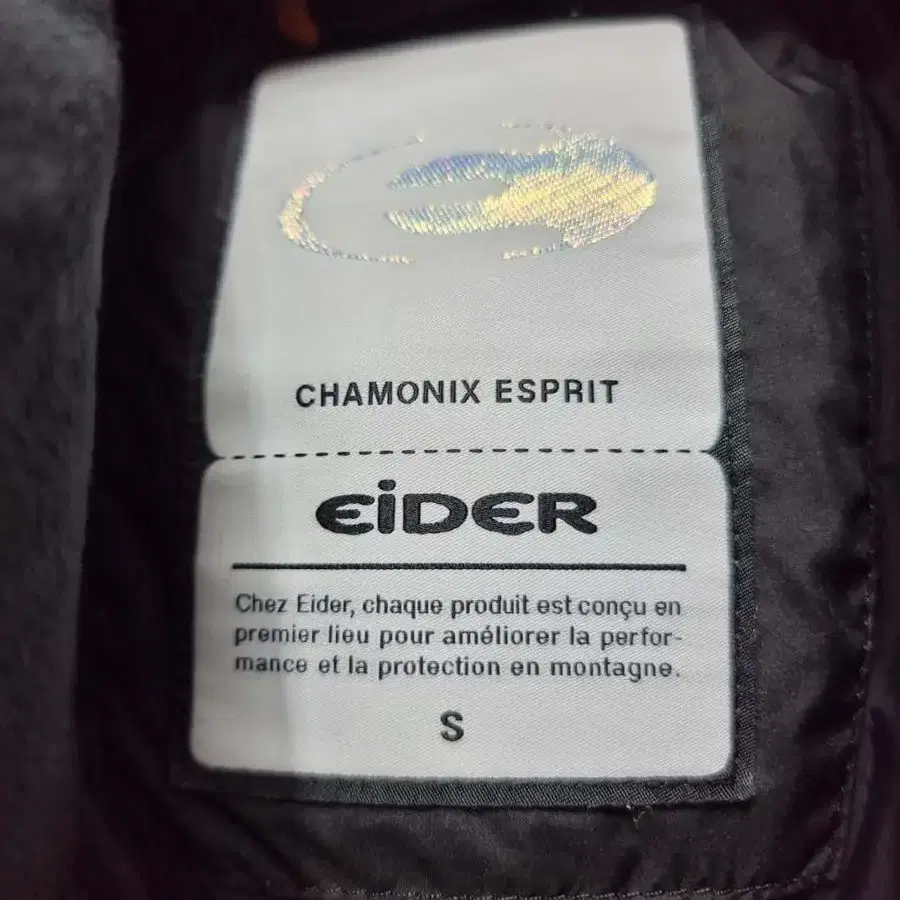 CHAMONIX ESPRIT
EiDER
Chez Eider, chaque produit est conçu en
premier lieu pour améliorer la perfor-
mance et la protection en montagne.
S